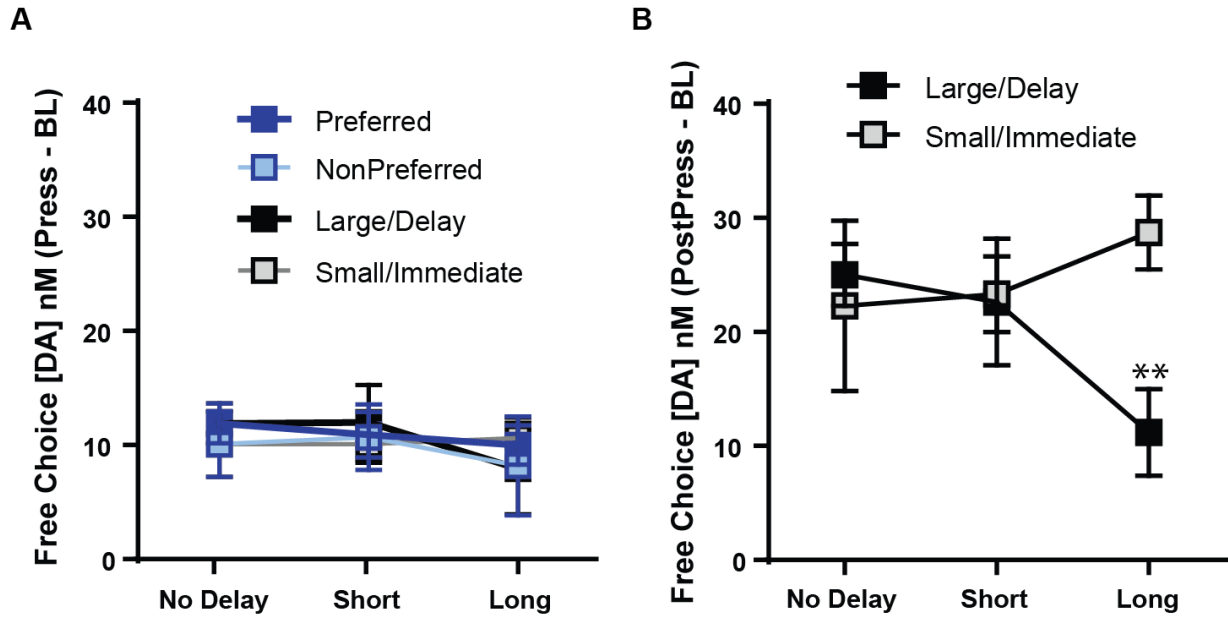 A
Free Choice [DA] nM (Press - BL)
40
30
20
10
0
Preferred
NonPreferred
Large/Delay
Small/Immediate
No Delay
Short
Long
B
Free Choice [DA] nM (PostPress - BL)
40
30
20
10
0
Large/Delay
Small/Immediate
**
No Delay
Short
Long